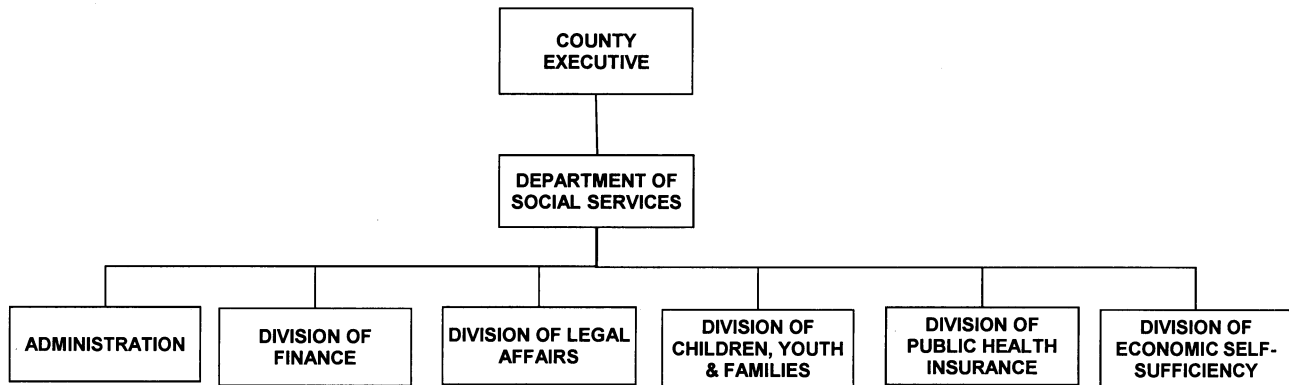 COUNTY
EXECUTIVE
DEPARTMENT OF
SOCIAL SERVICES
ADMINISTRATION
DIVISION OF
FINANCE
DIVISION OF LEGAL
AFFAIRS
DIVISION OF
CHILDREN, YOUTH
& FAMILIES
DIVISION OF
PUBLIC HEALTH
INSURANCE
DIVISION OF
ECONOMIC SELF-
SUFFICIENCY